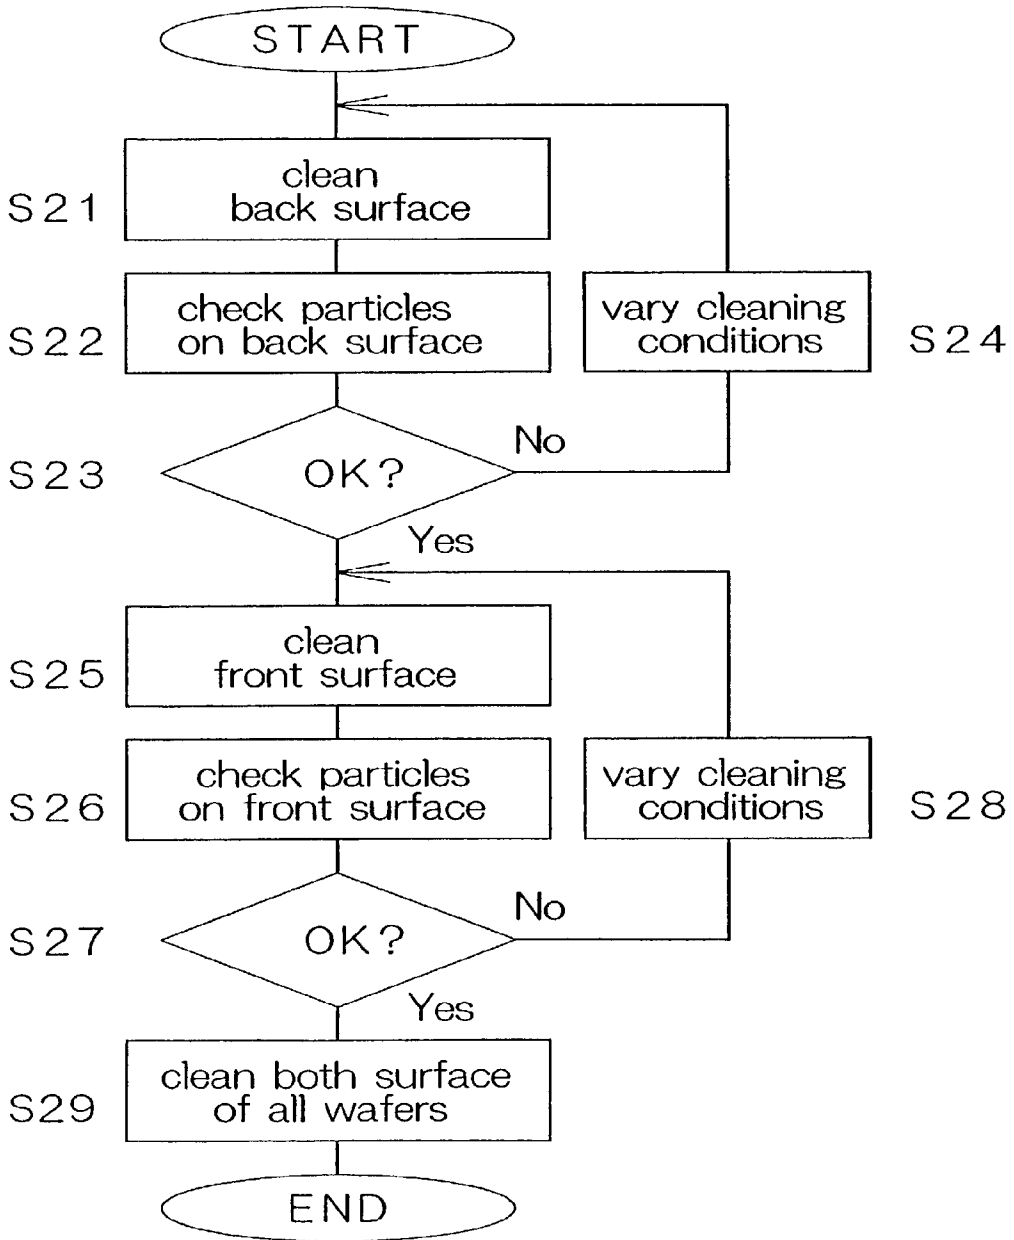 START
S21
clean
back surface
S22
check particles
on back surface
vary cleaning
conditions
S24
S23
OK?
No
Yes
S25
clean
front surface
S26
check particles
on front surface
vary cleaning
conditions
S28
S27
OK?
No
Yes
S29
clean both surface
of all wafers
END